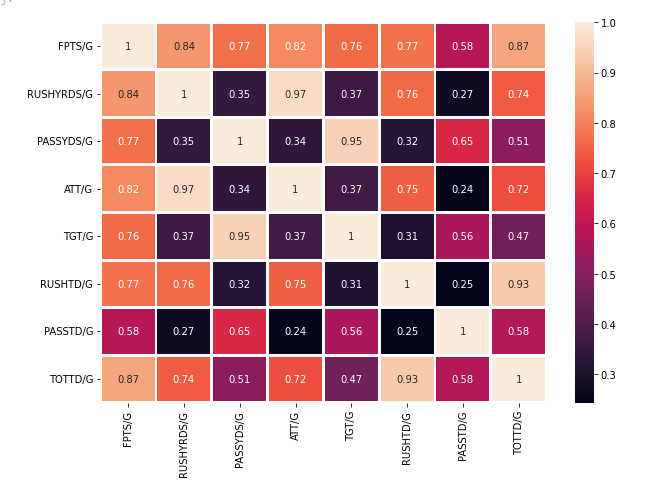 ].
FPTS/G 1 0.84 0.77 0.82 0.76 0.77 0.58 0.87
RUSHYRDS/G 0.84 1 0.35 0.97 0.37 0.76 0.27 0.74
PASSYDS/G 0.77 0.35 1 0.34 0.95 0.32 0.65 0.51
ATT/G 0.82 0.97 0.34 1 0.37 0.75 0.24 0.72
TGT/G 0.76 0.37 0.95 0.37 1 0.31 0.56 0.47
RUSHTD/G 0.77 0.76 0.32 0.75 0.31 1 0.25 0.93
PASSTD/G 0.58 0.27 0.65 0.24 0.56 0.25 1 0.58
TOTTD/G 0.87 0.74 0.51 0.72 0.47 0.93 0.58 1
FPTS/G
RUSHYRDS/G
PASSYDS/G
ATT/G
TGT/G
RUSHTD/G
PASSTD/G
TOTTD/G
1.0
0.9
0.8
0.7
0.6
0.5
0.4
0.3